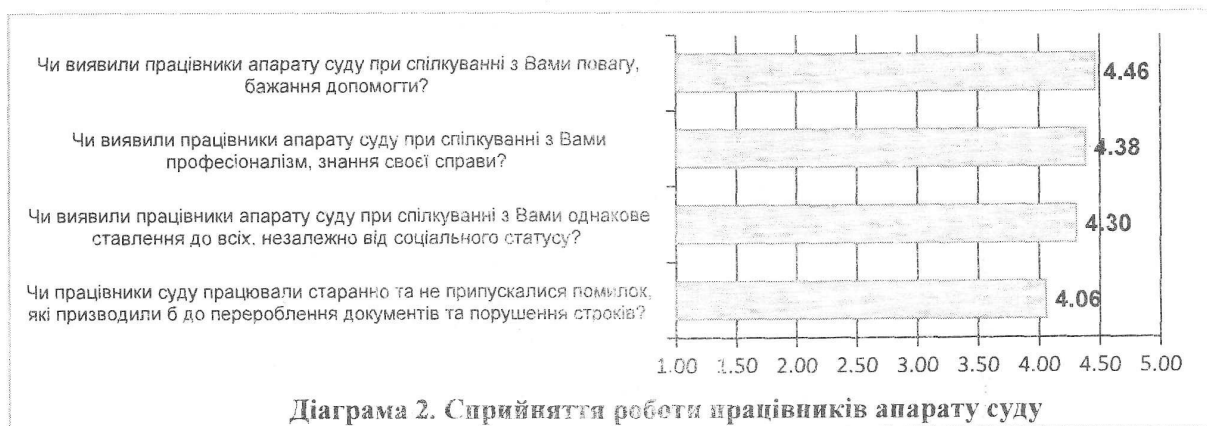 Чи виявили працівники апарату суду при спілкуванні з Вами повагу,
бажання допомогти?
4.46
Чи виявили працівники апарату суду при спілкуванні з Вами
професіоналізм, знання своєї справи?
4.38
Чи виявили працівники апарату суду при спілкуванні з Вами однакове
ставлення до всіх, незалежно від соціального статусу?
4.30
Чи працівники суду працювали старанно та не припускалися помилок,
які призводили б до перероблення документів та порушення строків?
4.06
1.00 1.50 2.00 2.50 3.00 3.50 4.00 4.50 5.00
Діаграма 2. Сприйняття роботи працівників апарату суду